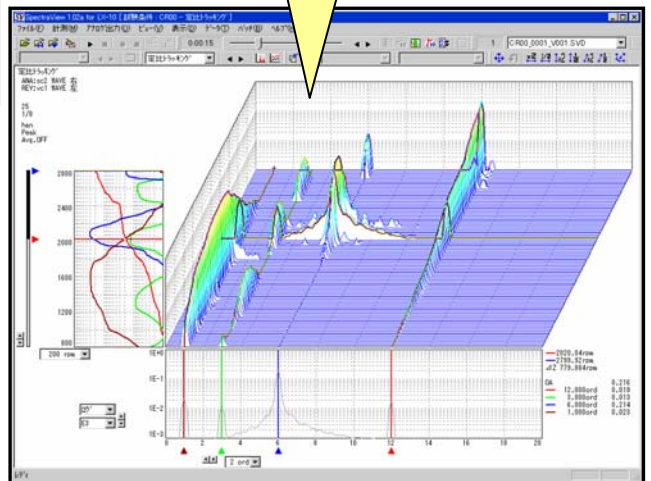 SpectraView 1.02a for LX-10 [ 試験条件 : CR00 - 定比トラッキング ]
ファイル(F) 計測(M) アナログ出力(O) ビュー(V) 表示(D) データ(T) バッチ(B)
0:00:15
1 CR00_0001_V001.SVD
定比トラッキング
定比トラッキング
ANA:sc2 WAVE 右
REV:vc1 WAVE 左
25
1/8
han
Peak
Avg.OFF
2800
2400
2000
1600
1200
800
200 rpm
1E+0
1E-1
1E-2
1E-3
0 2 4 6 8 10 12 14 16 18 20
2 ord
ログ
E3
2020.04rpm
2799.92rpm
⊿Z 779.884rpm
OA 0.216
12.000ord 0.019
3.000ord 0.013
6.000ord 0.214
1.000ord 0.023
レディ